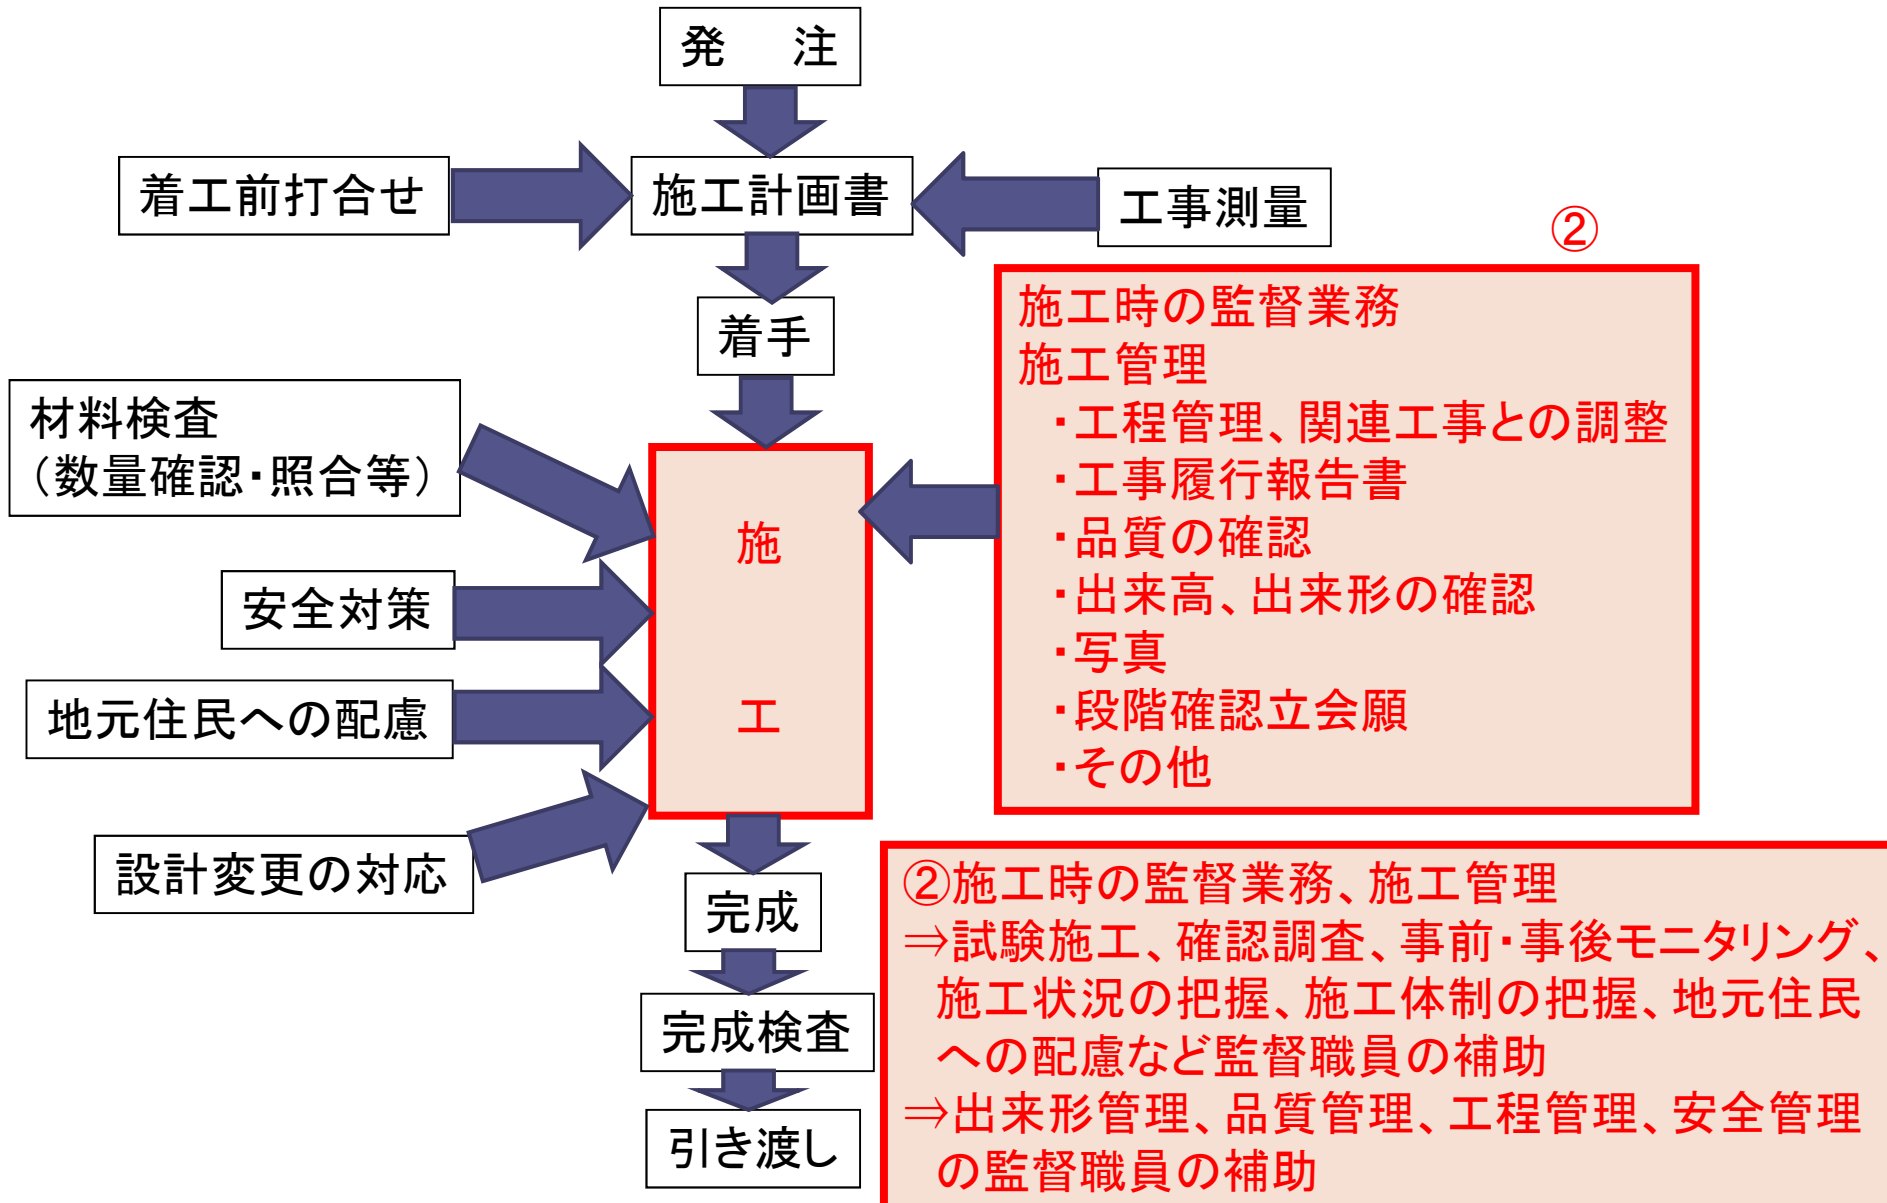 発　注
着工前打合せ
施工計画書
工事測量
②
着手
施工時の監督業務
施工管理
・工程管理、関連工事との調整
・工事履行報告書
・品質の確認
・出来高、出来形の確認
・写真
・段階確認立会願
・その他
材料検査
（数量確認・照合等）
施
工
安全対策
地元住民への配慮
設計変更の対応
完成
完成検査
引き渡し
②施工時の監督業務、施工管理
⇒試験施工、確認調査、事前・事後モニタリング、
施工状況の把握、施工体制の把握、地元住民
への配慮など監督職員の補助
⇒出来形管理、品質管理、工程管理、安全管理
の監督職員の補助